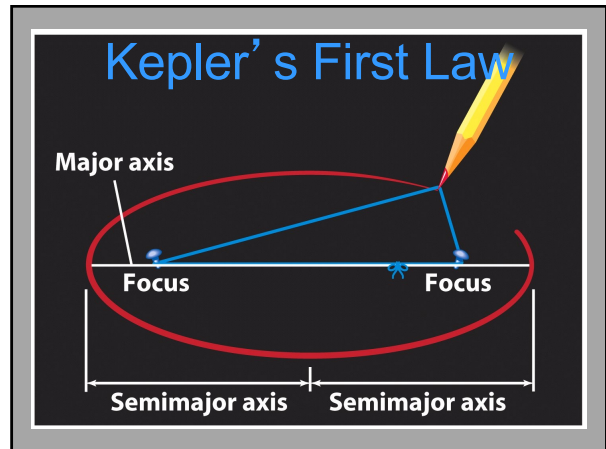 Kepler’s First Law
Major axis
Focus Focus
Semimajor axis Semimajor axis